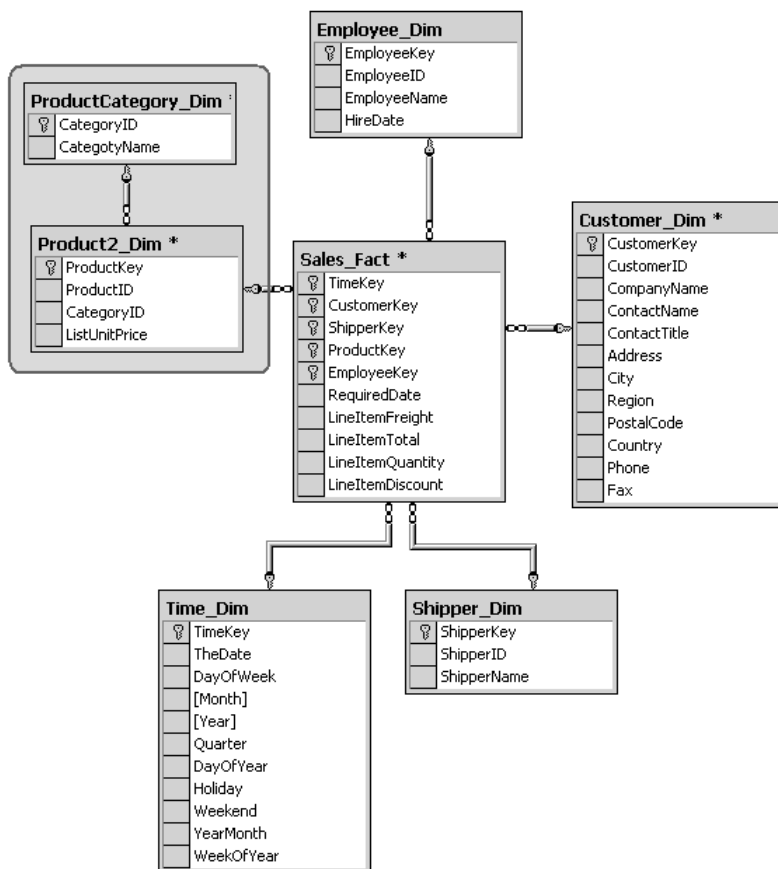 Employee_Dim
EmployeeKey
EmployeeID
EmployeeName
HireDate
ProductCategory_Dim *
CategoryID
CategotyName
Product2_Dim *
ProductKey
ProductID
CategoryID
ListUnitPrice
Sales_Fact *
TimeKey
CustomerKey
ShipperKey
ProductKey
EmployeeKey
RequiredDate
LineItemFreight
LineItemTotal
LineItemQuantity
LineItemDiscount
Customer_Dim *
CustomerKey
CustomerID
CompanyName
ContactName
ContactTitle
Address
City
Region
PostalCode
Country
Phone
Fax
Time_Dim
TimeKey
TheDate
DayOfWeek
[Month]
[Year]
Quarter
DayOfYear
Holiday
Weekend
YearMonth
WeekOfYear
Shipper_Dim
ShipperKey
ShipperID
ShipperName